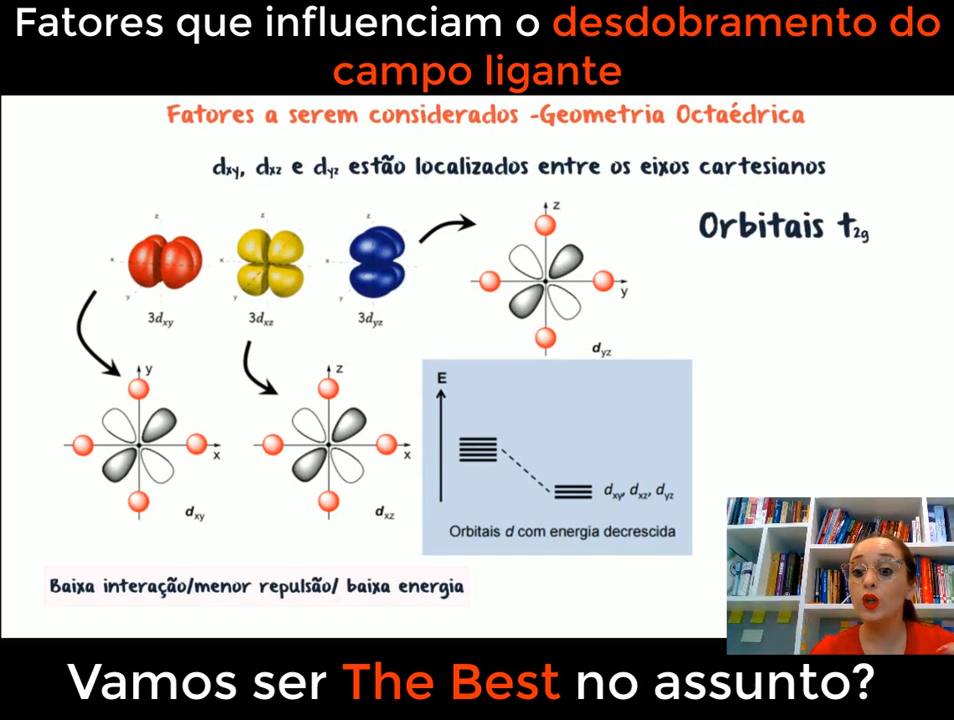 Fatores que influenciam o desdobramento do
campo ligante
Fatores a serem considerados -Geometria Octaédrica
dxy, dxz e dyz estão localizados entre os eixos cartesianos
Orbitais t2g
z
z
z
x
x
x
y
y
y
3dxy
3dxz
3dyz
z
y
dyz
y
x
dxy
z
x
dxz
E
dxy, dxz, dyz
Orbitais d com energia decrescida
Baixa interação/menor repulsão/ baixa energia
Vamos ser The Best no assunto?